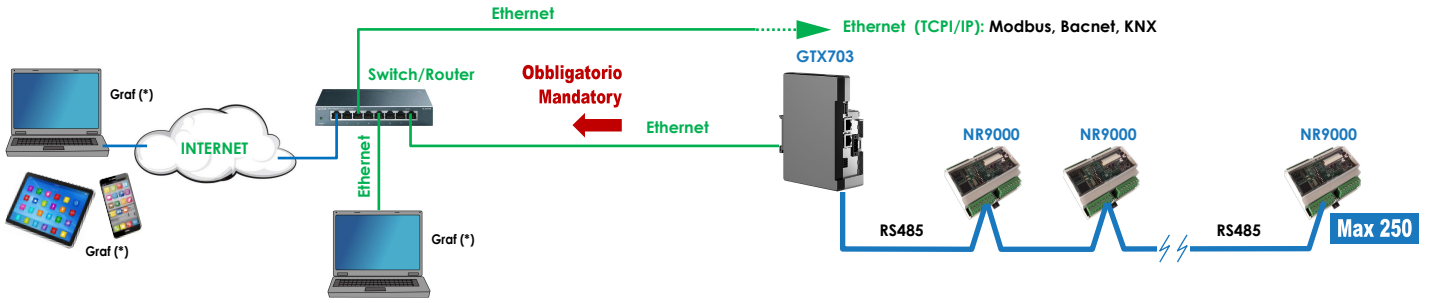 Ethernet
Ethernet (TCPI/IP): Modbus, Bacnet, KNX
GTX703
Switch/Router
Obbligatorio
Mandatory
Graf (*)
Ethernet
INTERNET
Ethernet
NR9000
NR9000
NR9000
Graf (*)
Graf (*)
RS485
RS485
Max 250